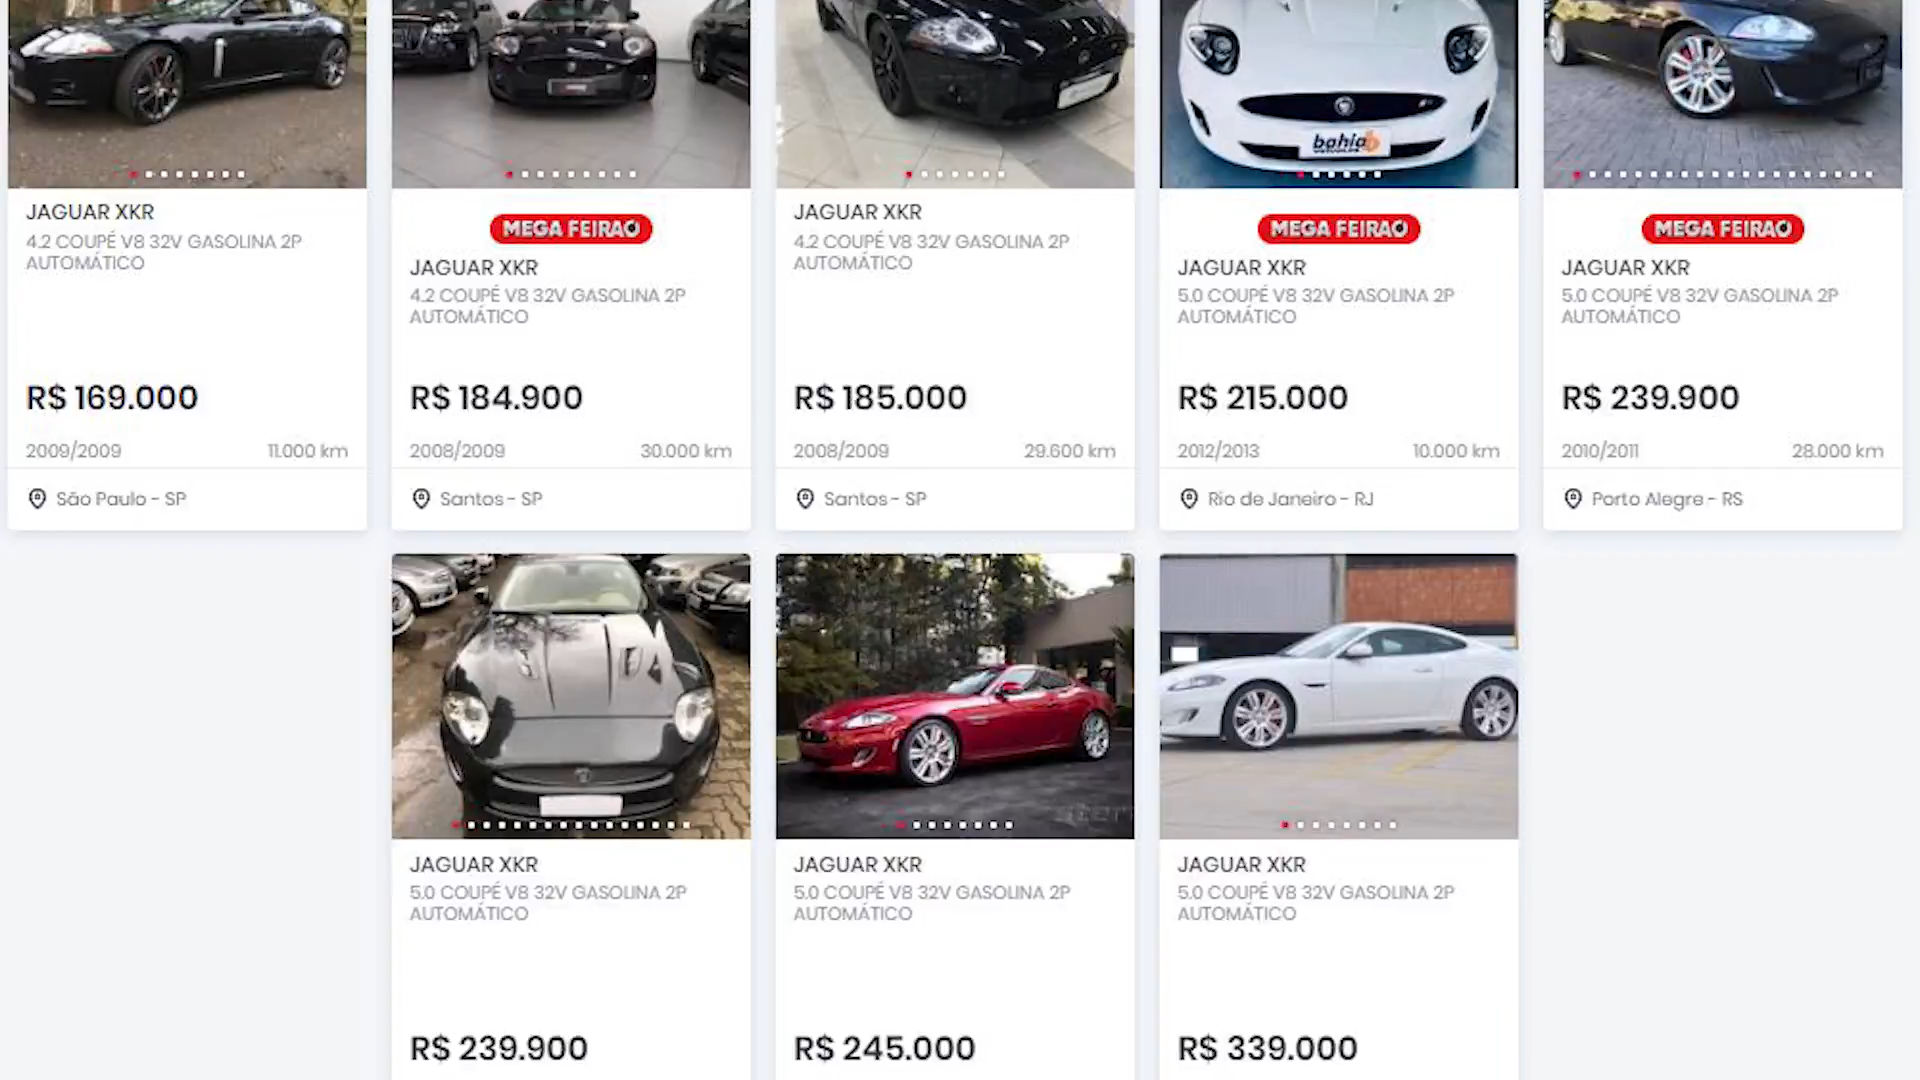 bahia
JAGUAR XKR
4.2 COUPÉ V8 32V GASOLINA 2P
AUTOMÁTICO
R$ 169.000
2009/2009 11.000 km
São Paulo - SP
MEGA FEIRAO
JAGUAR XKR
4.2 COUPÉ V8 32V GASOLINA 2P
AUTOMÁTICO
R$ 184.900
2008/2009 30.000 km
Santos - SP
JAGUAR XKR
4.2 COUPÉ V8 32V GASOLINA 2P
AUTOMÁTICO
R$ 185.000
2008/2009 29.600 km
Santos - SP
MEGA FEIRAO
JAGUAR XKR
5.0 COUPÉ V8 32V GASOLINA 2P
AUTOMÁTICO
R$ 215.000
2012/2013 10.000 km
Rio de Janeiro - RJ
MEGA FEIRAO
JAGUAR XKR
5.0 COUPÉ V8 32V GASOLINA 2P
AUTOMÁTICO
R$ 239.900
2010/2011 28.000 km
Porto Alegre - RS
JAGUAR XKR
5.0 COUPÉ V8 32V GASOLINA 2P
AUTOMÁTICO
R$ 239.900
JAGUAR XKR
5.0 COUPÉ V8 32V GASOLINA 2P
AUTOMÁTICO
R$ 245.000
JAGUAR XKR
5.0 COUPÉ V8 32V GASOLINA 2P
AUTOMÁTICO
R$ 339.000